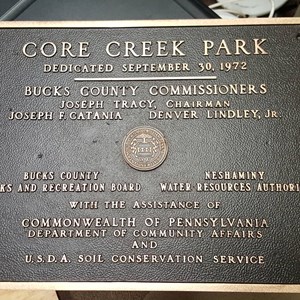 CORE CREEK PARK
DEDICATED SEPTEMBER 30, 1972
BUCKS COUNTY COMMISSIONERS
JOSEPH TRACY, CHAIRMAN
JOSEPH F. CATANIA DENVER LINDLEY, JR.
BUCKS COUNTY NESHAMINY
KS AND RECREATION BOARD WATER RESOURCES AUTHORI
WITH THE ASSISTANCE OF
COMMONWEALTH OF PENNSYLVANIA
DEPARTMENT OF COMMUNITY AFFAIRS
AND
U.S.D.A. SOIL CONSERVATION SERVICE